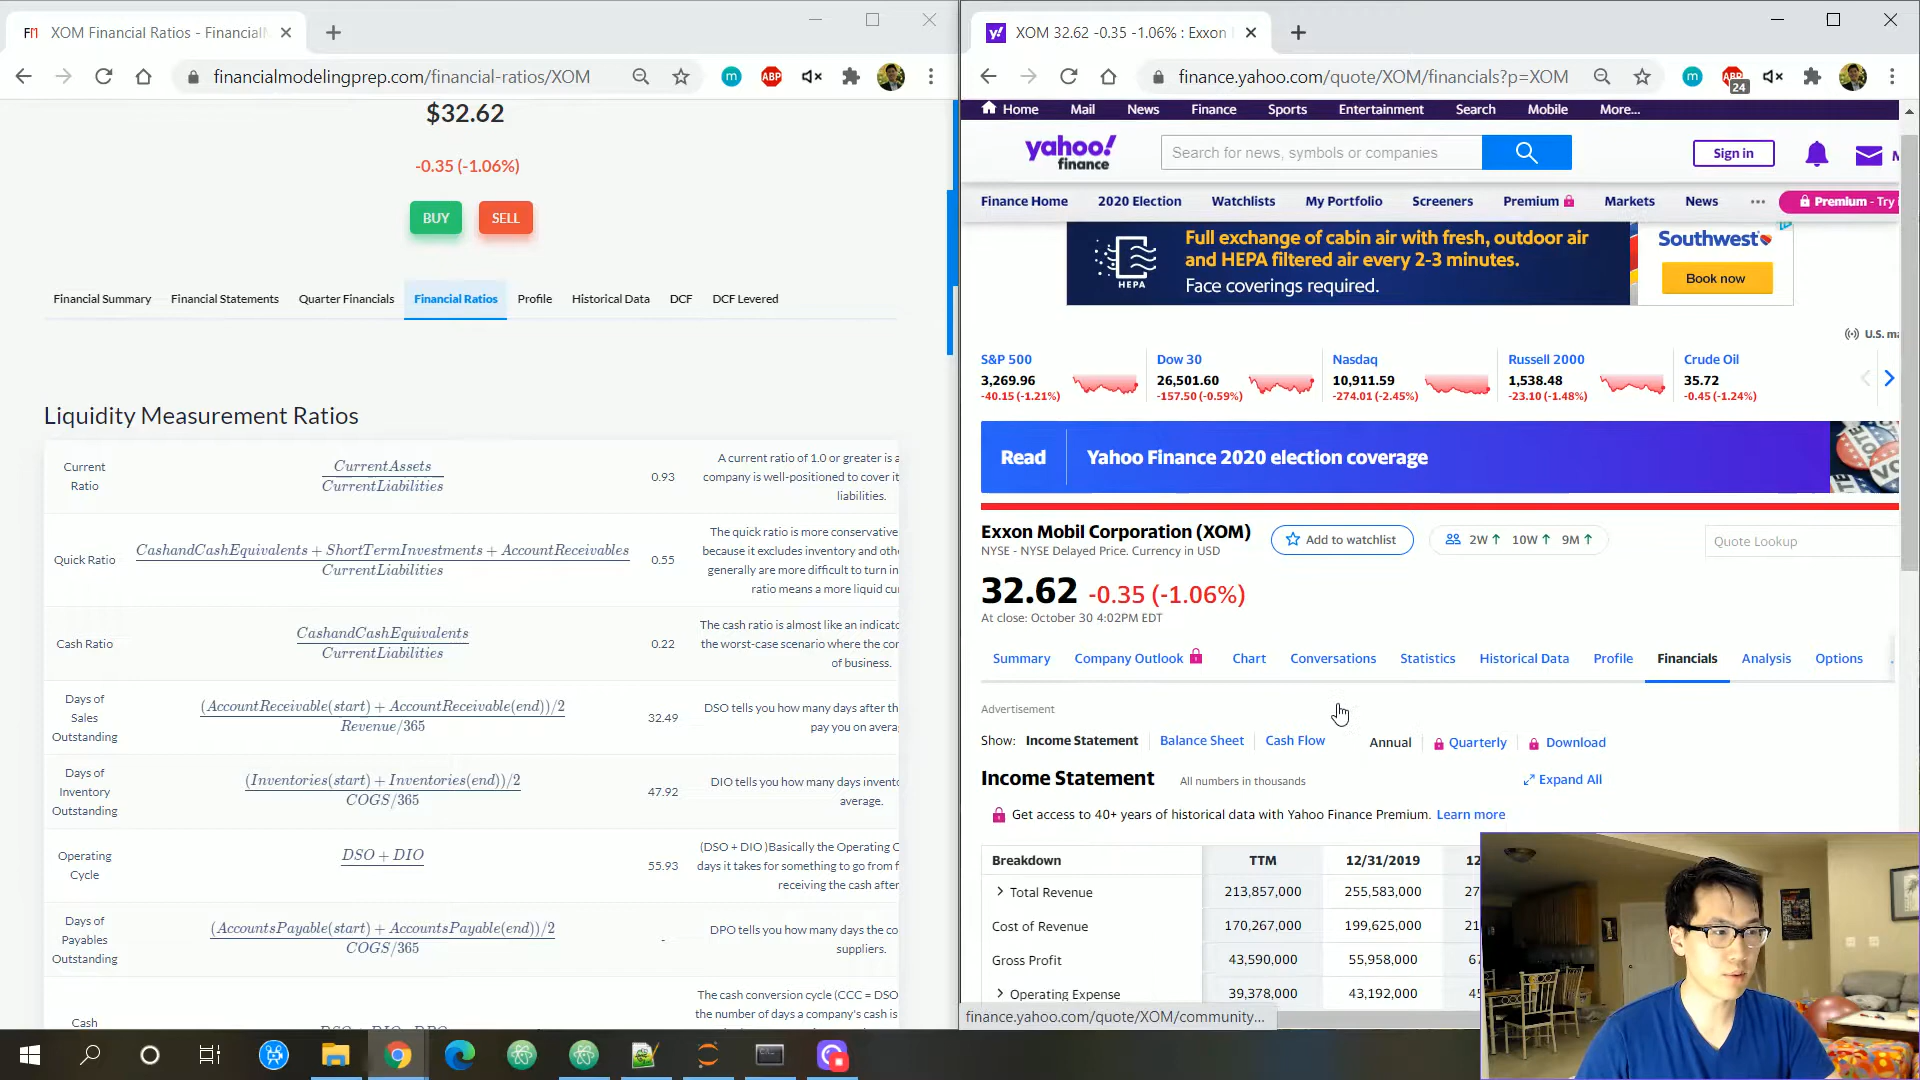 XOM Financial Ratios - Financial
financialmodelingprep.com/financial-ratios/XOM
ABP
$32.62
-0.35 (-1.06%)
BUY
SELL
Financial Summary
Financial Statements
Quarter Financials
Financial Ratios
Profile
Historical Data
DCF
DCF Levered
Liquidity Measurement Ratios
Current Ratio
CurrentAssets
CurrentLiabilities
0.93
A current ratio of 1.0 or greater is a
company is well-positioned to cover it
liabilities.
Quick Ratio
CashandCashEquivalents + ShortTermInvestments + AccountReceivables
CurrentLiabilities
0.55
The quick ratio is more conservative
because it excludes inventory and oth
generally are more difficult to turn in
ratio means a more liquid cu
Cash Ratio
CashandCashEquivalents
CurrentLiabilities
0.22
The cash ratio is almost like an indicato
the worst-case scenario where the co
of business.
Days of
Sales
Outstanding
(AccountReceivable(start) + AccountReceivable(end))/2
Revenue/365
32.49
DSO tells you how many days after th
pay you on avera
Days of
Inventory
Outstanding
(Inventories(start) + Inventories(end))/2
COGS/365
47.92
DIO tells you how many days invento
average.
Operating
Cycle
DSO + DIO
55.93
(DSO + DIO )Basically the Operating C
days it takes for something to go from f
receiving the cash after
Days of
Payables
Outstanding
(AccountsPayable(start) + AccountsPayable(end))/2
COGS/365
-
DPO tells you how many days the co
suppliers.
Cash
The cash conversion cycle (CCC = DSO
the number of days a company's cash is
XOM 32.62 -0.35 -1.06% : Exxon
finance.yahoo.com/quote/XOM/financials?p=XOM
24
Home
Mail
News
Finance
Sports
Entertainment
Search
Mobile
More...
yahoo!
finance
Search for news, symbols or companies
Sign in
Finance Home
2020 Election
Watchlists
My Portfolio
Screeners
Premium
Markets
News
Premium - Try
HEPA
Full exchange of cabin air with fresh, outdoor air
and HEPA filtered air every 2-3 minutes.
Face coverings required.
Southwest
Book now
U.S. ma
S&P 500
3,269.96
-40.15 (-1.21%)
Dow 30
26,501.60
-157.50 (-0.59%)
Nasdaq
10,911.59
-274.01 (-2.45%)
Russell 2000
1,538.48
-23.10 (-1.48%)
Crude Oil
35.72
-0.45 (-1.24%)
Read
Yahoo Finance 2020 election coverage
Exxon Mobil Corporation (XOM)
NYSE - NYSE Delayed Price. Currency in USD
Add to watchlist
2W↑ 10W↑ 9M↑
Quote Lookup
32.62 -0.35 (-1.06%)
At close: October 30 4:02PM EDT
Summary
Company Outlook
Chart
Conversations
Statistics
Historical Data
Profile
Financials
Analysis
Options
Advertisement
Show: Income Statement
Balance Sheet
Cash Flow
Annual
Quarterly
Download
Income Statement
All numbers in thousands
Expand All
Get access to 40+ years of historical data with Yahoo Finance Premium. Learn more
Breakdown
TTM
12/31/2019
12
Total Revenue
213,857,000
255,583,000
27
Cost of Revenue
170,267,000
199,625,000
21
Gross Profit
43,590,000
55,958,000
67
Operating Expense
39,378,000
43,192,000
45
finance.yahoo.com/quote/XOM/community...